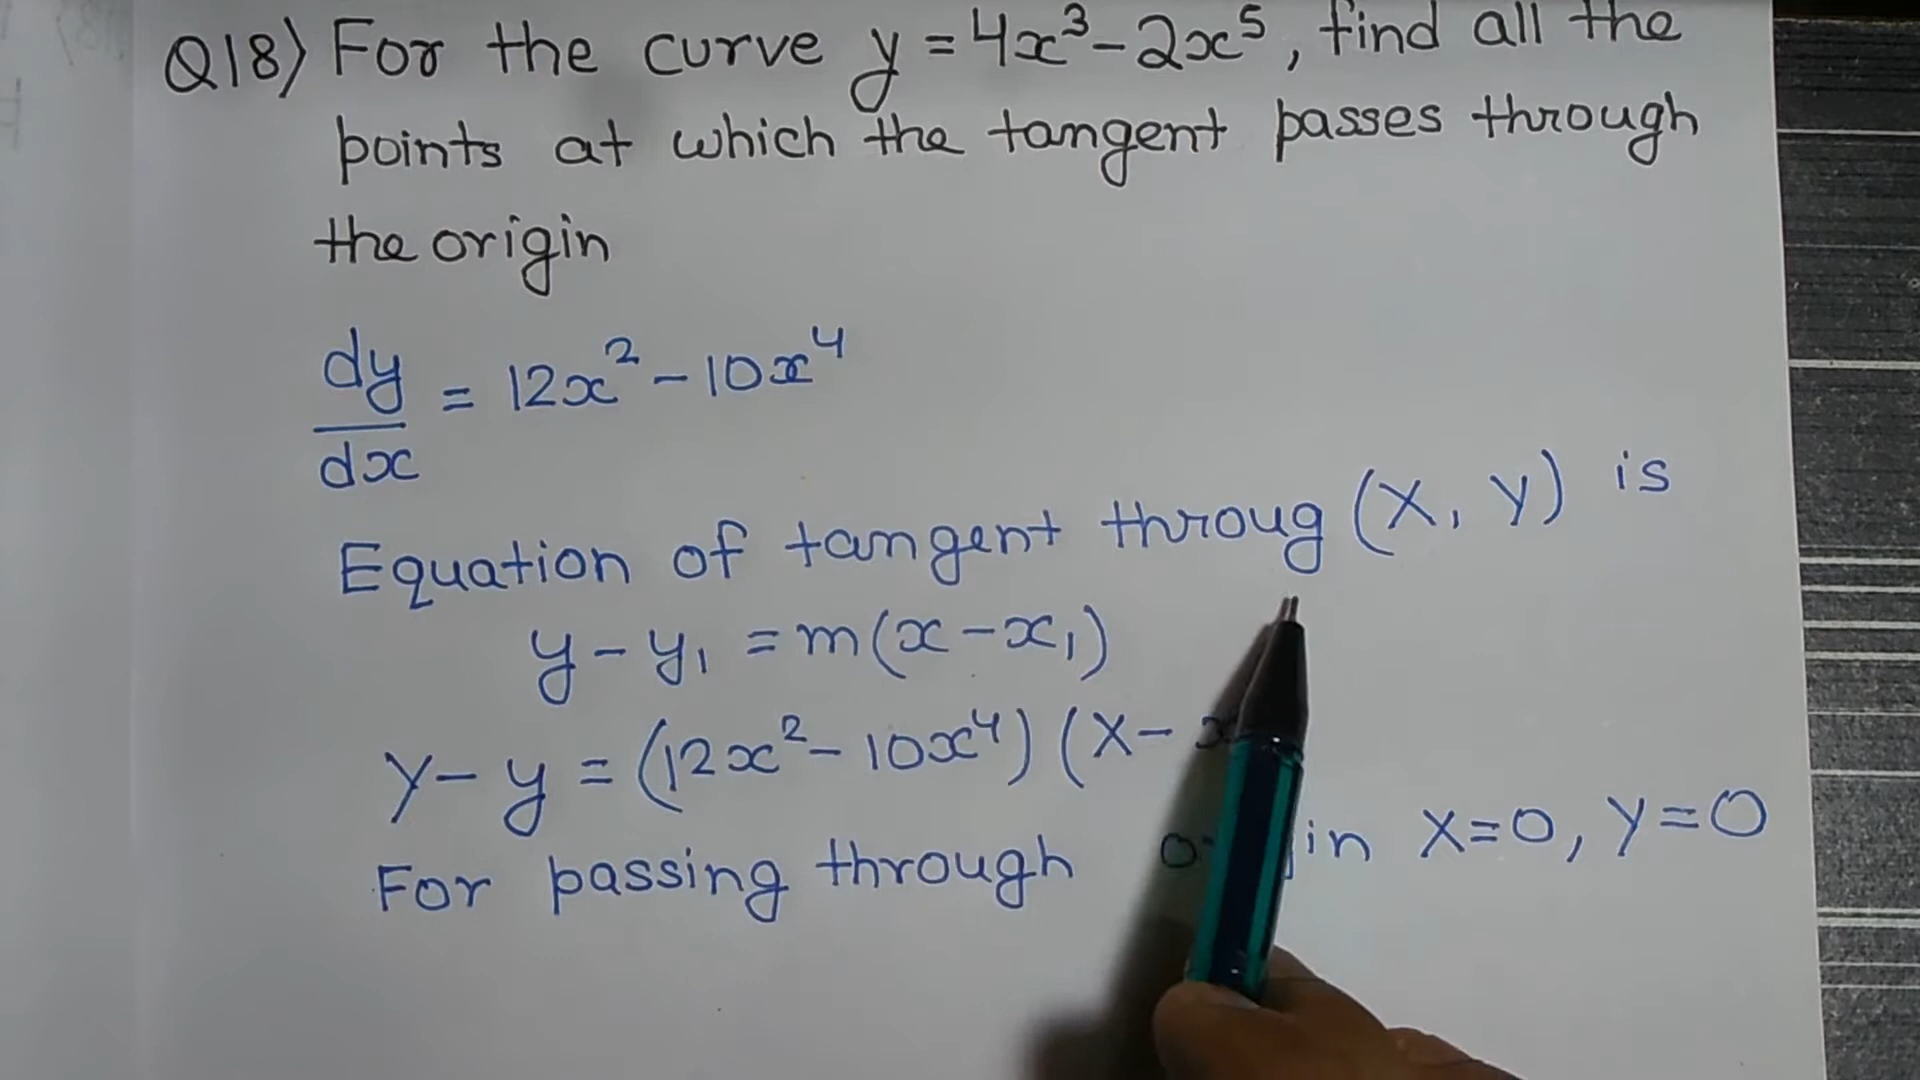 Q18) For the curve y = 4x³ - 2x⁵, find all the
points at which the tangent passes through
the origin
dy/dx = 12x² - 10x⁴
Equation of tangent throug (X, Y) is
y - y₁ = m(x - x₁)
Y - y = (12x² - 10x⁴) (X -
For passing through in X=0, Y=0